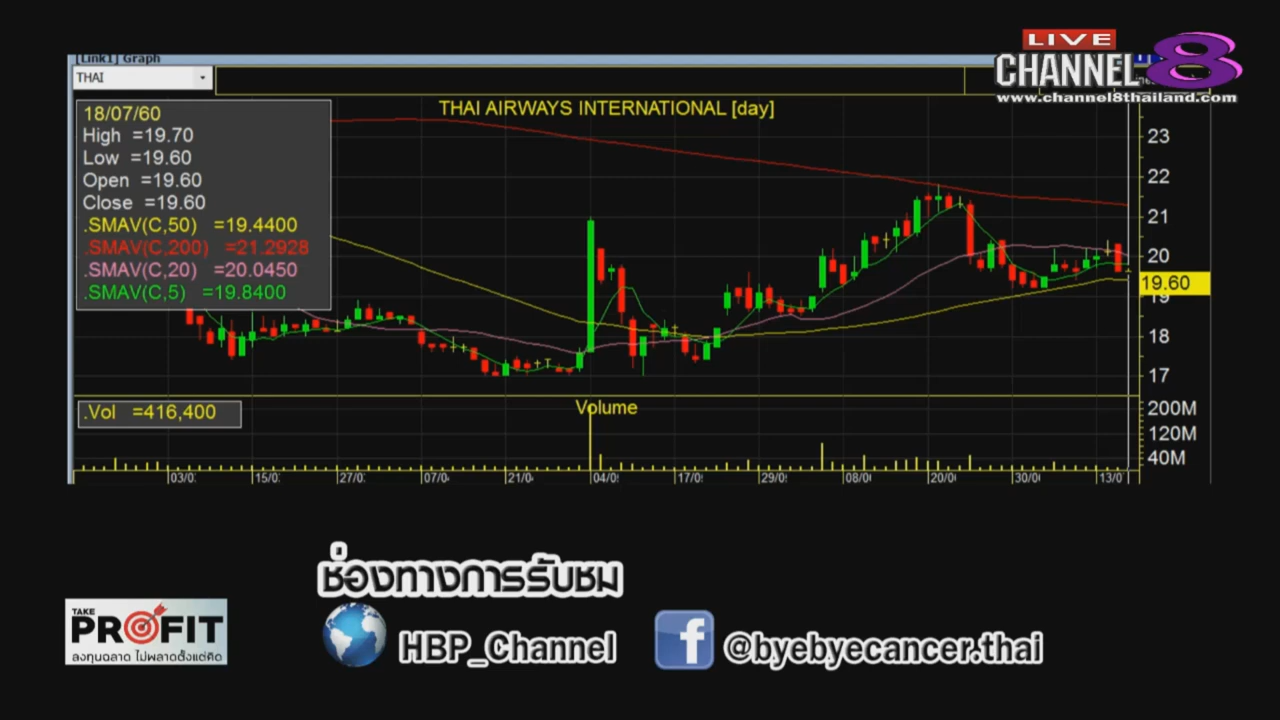 LIVE
CHANNEL 8
www.channel8thailand.com
[Link1] Graph
THAI
THAI AIRWAYS INTERNATIONAL [day]
18/07/60
High =19.70
Low =19.60
Open =19.60
Close =19.60
.SMAV(C,50) =19.4400
.SMAV(C,200) =21.2928
.SMAV(C,20) =20.0450
.SMAV(C,5) =19.8400
23
22
21
20
19.60
19
18
17
.Vol =416,400
Volume
200M
120M
40M
03/0 15/0 27/0 07/0 21/0 04/0 17/0 29/0 08/0 20/0 30/0 13/0
ช่องทางการรับชม
TAKE
PROFIT
ลงทุนฉลาด ไม่พลาดตั้งแต่คิด
HBP_Channel
@byebyecancer.thai